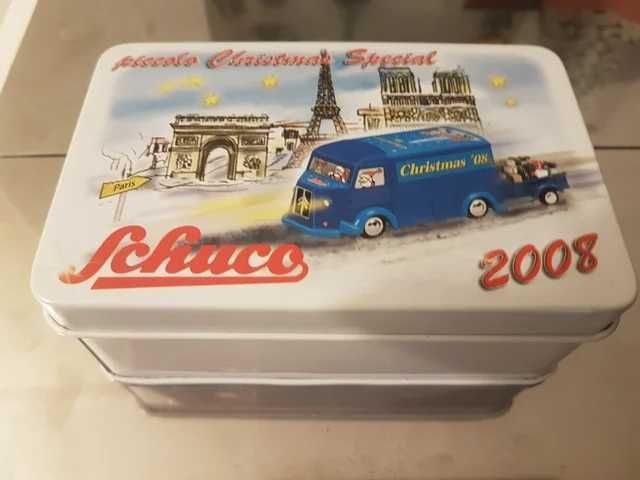 piccolo Christmas Special
Paris
Christmas '08
Schuco
2008